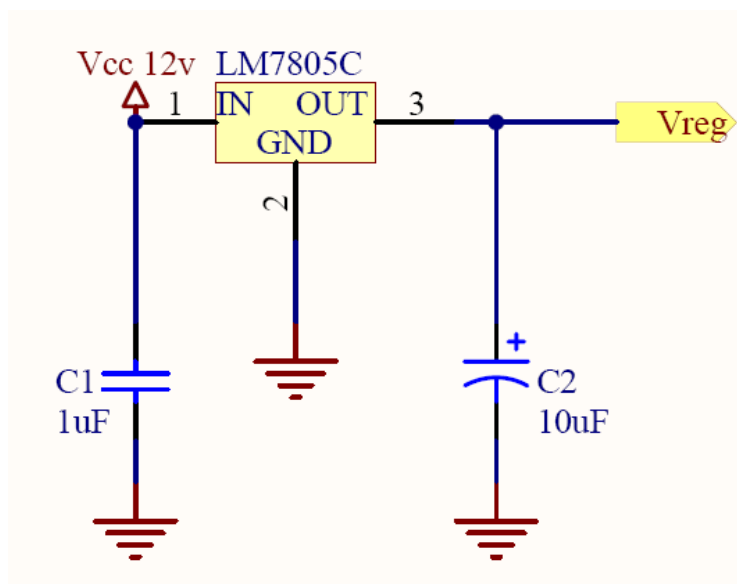 Vcc 12v
LM7805C
1
IN
OUT
3
GND
Vreg
2
+
C1
1uF
C2
10uF